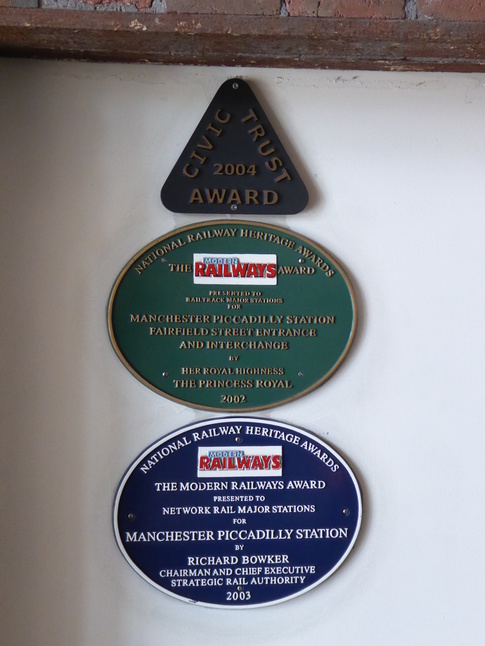 CIVIC TRUST
2004
AWARD
NATIONAL RAILWAY HERITAGE AWARDS
THE MODERN RAILWAYS AWARD
PRESENTED TO
RAILTRACK MAJOR STATIONS
FOR
MANCHESTER PICCADILLY STATION
FAIRFIELD STREET ENTRANCE
AND INTERCHANGE
BY
HER ROYAL HIGHNESS
THE PRINCESS ROYAL
2002
NATIONAL RAILWAY HERITAGE AWARDS
MODERN
RAILWAYS
THE MODERN RAILWAYS AWARD
PRESENTED TO
NETWORK RAIL MAJOR STATIONS
FOR
MANCHESTER PICCADILLY STATION
BY
RICHARD BOWKER
CHAIRMAN AND CHIEF EXECUTIVE
STRATEGIC RAIL AUTHORITY
2003